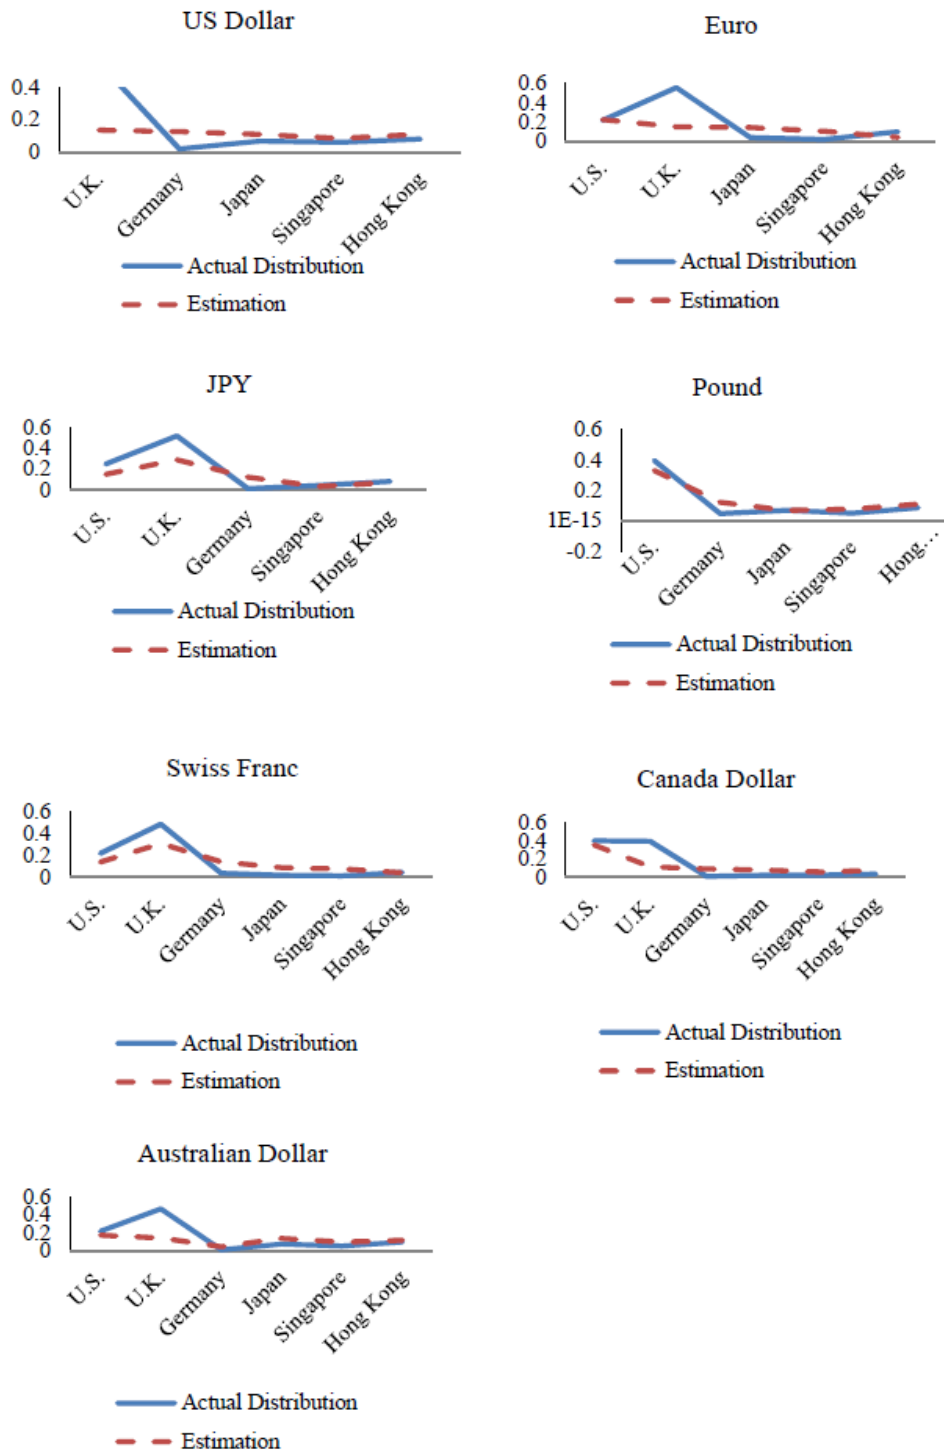 US Dollar
0.4
0.2
0
U.K.
Germany
Japan
Singapore
Hong Kong
Actual Distribution
Estimation
Euro
0.6
0.4
0.2
0
U.S.
U.K.
Japan
Singapore
Hong Kong
Actual Distribution
Estimation
JPY
0.6
0.4
0.2
0
U.S.
U.K.
Germany
Singapore
Hong Kong
Actual Distribution
Estimation
Pound
0.6
0.4
0.2
1E-15
-0.2
U.S.
Germany
Japan
Singapore
Hong...
Actual Distribution
Estimation
Swiss Franc
0.6
0.4
0.2
0
U.S.
U.K.
Germany
Japan
Singapore
Hong Kong
Actual Distribution
Estimation
Canada Dollar
0.6
0.4
0.2
0
U.S.
U.K.
Germany
Japan
Singapore
Hong Kong
Actual Distribution
Estimation
Australian Dollar
0.6
0.4
0.2
0
U.S.
U.K.
Germany
Japan
Singapore
Hong Kong
Actual Distribution
Estimation